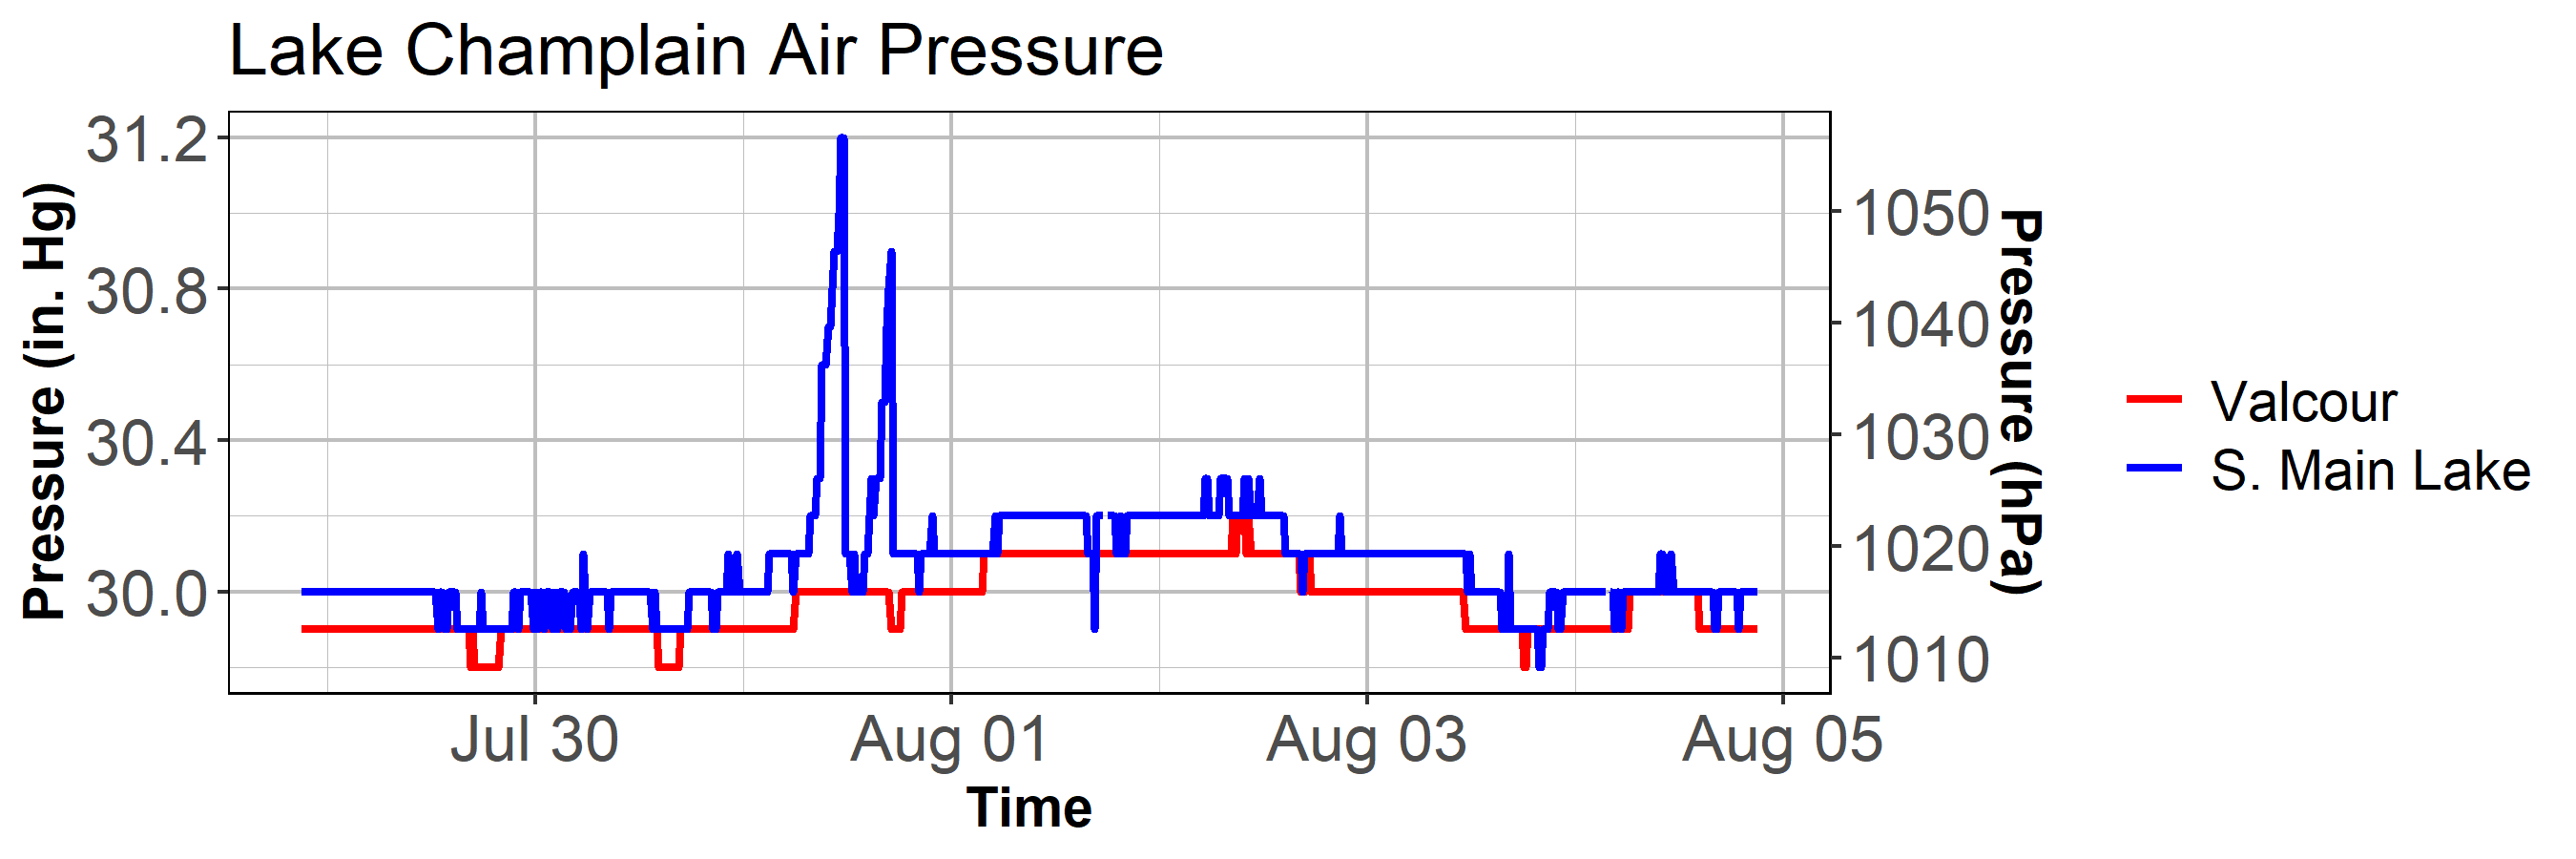 Lake Champlain Air Pressure
31.2
30.8
30.4
30.0
Pressure (in. Hg)
1050
1040
1030
1020
1010
Pressure (hPa)
Jul 30
Aug 01
Aug 03
Aug 05
Time
Valcour
S. Main Lake